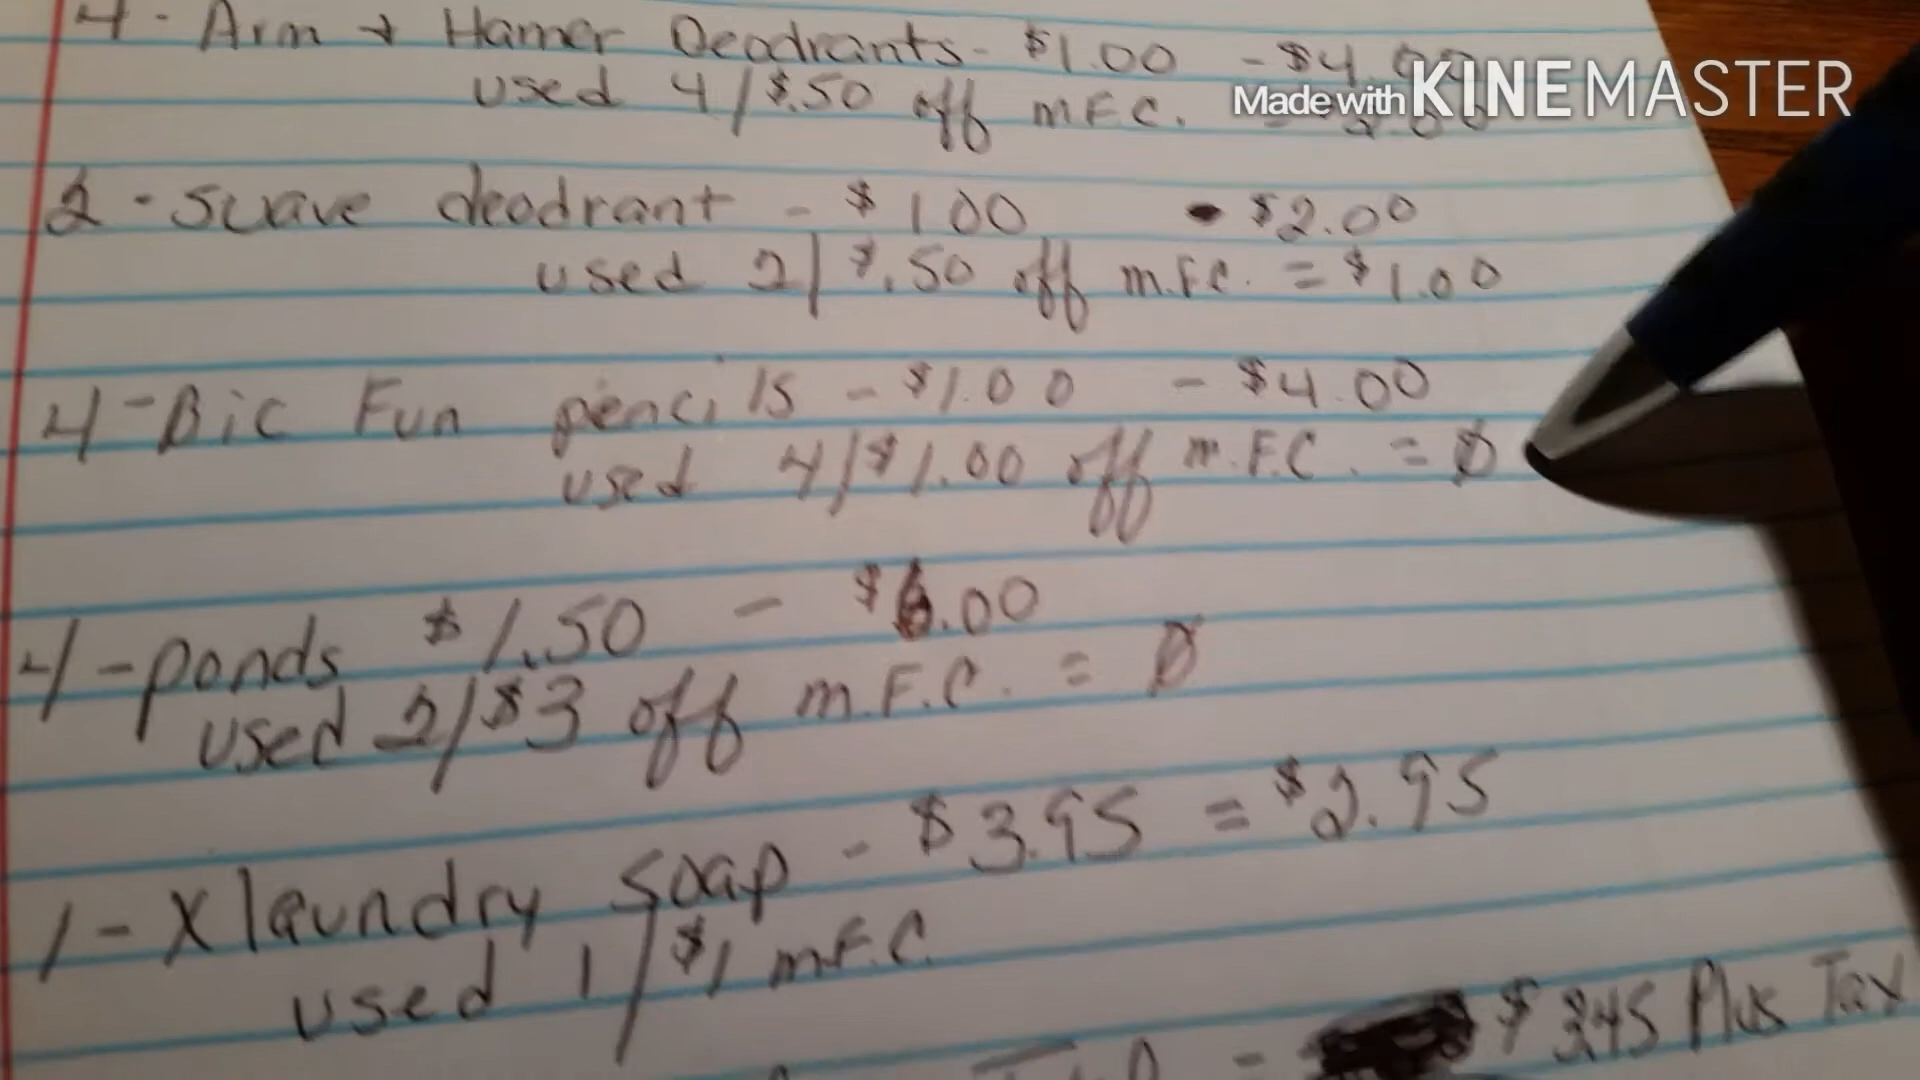 4 - Arm + Hamer Deodrants - $1.00 - $4.00
used 4/$.50 off m.F.C. = 2.00
Made with KINEMASTER
2 - Suave deodrant - $1.00 - $2.00
used 2/$.50 off m.F.C. = $1.00
4 - Bic Fun pencils - $1.00 - $4.00
used 4/$1.00 off m.F.C. = 0
4 - ponds $1.50 - $6.00
used 2/$3 off m.F.C. = 0
1 - X laundry soap - $3.95 = $2.95
used 1/$1 m.F.C.
- $ 3.45 Plus Tax